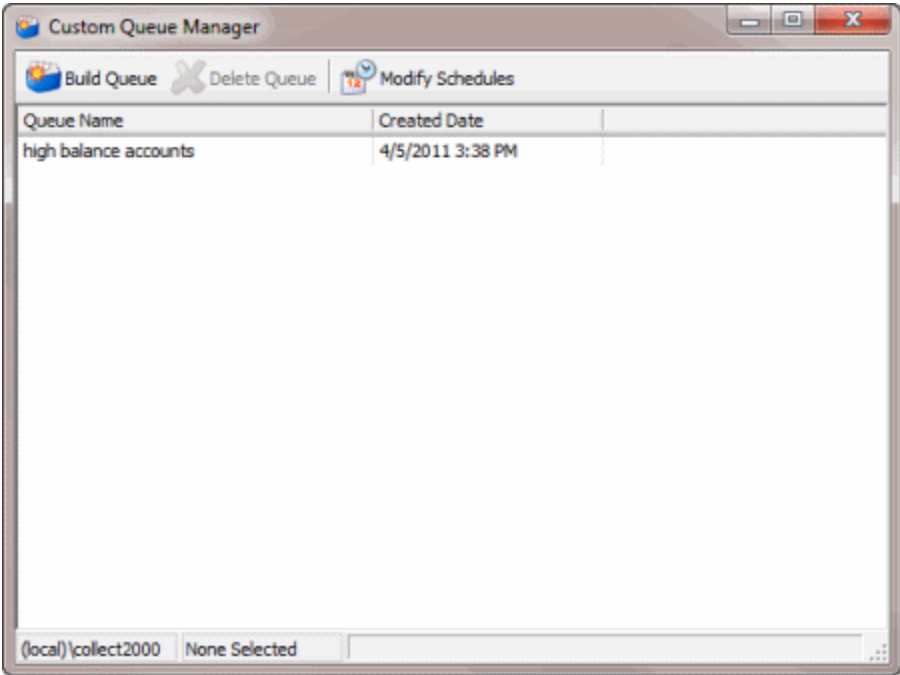 Custom Queue Manager
Build Queue Delete Queue Modify Schedules
Queue Name Created Date
high balance accounts 4/5/2011 3:38 PM
(local)\collect2000 None Selected